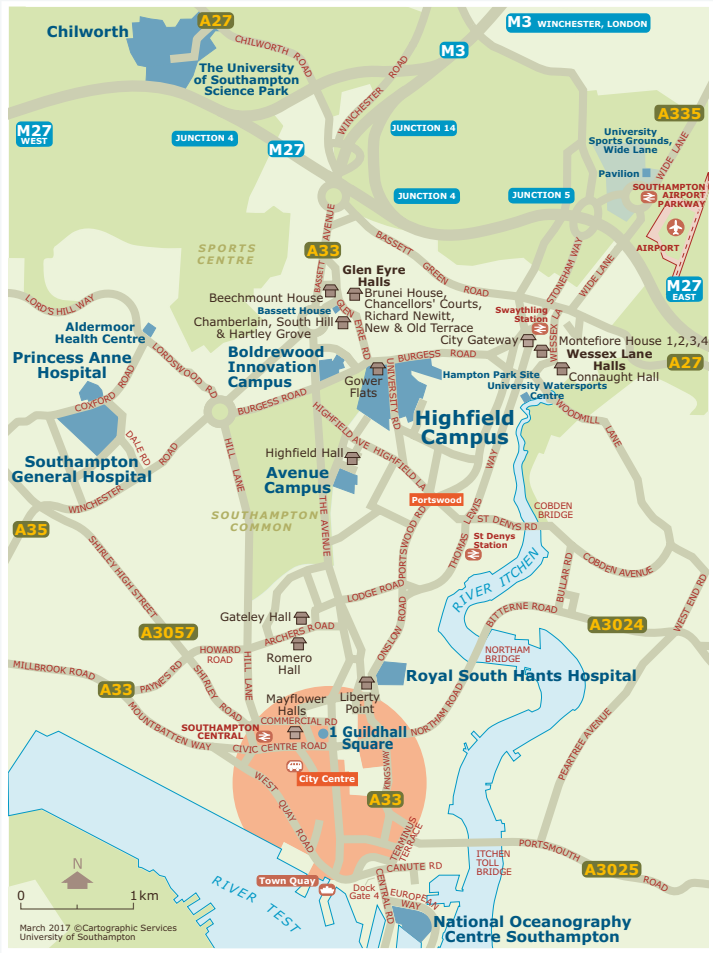 Chilworth
A27
CHILWORTH ROAD
M3 WINCHESTER, LONDON
M3
The University
of Southampton
Science Park
WINCHESTER ROAD
A335
M27
WEST
JUNCTION 4
M27
JUNCTION 14
University
Sports Grounds,
Wide Lane
WIDE LANE
Pavilion
JUNCTION 4
JUNCTION 5
SOUTHAMPTON
AIRPORT
PARKWAY
AIRPORT
SPORTS
CENTRE
A33
BASSETT AVENUE
BASSETT GREEN ROAD
STONEHAM WAY
WIDE LANE
M27
EAST
Glen Eyre
Halls
Beechmount House
Brunei House,
Chancellors' Courts,
Richard Newitt,
New & Old Terrace
Bassett House
Chamberlain, South Hill
& Hartley Grove
GLEN EYRE RD
LORD'S HILL WAY
Aldermoor
Health Centre
Swaythling
Station
WESSEX LA
City Gateway
Montefiore House 1,2,3,4
Wessex Lane
Halls
Connaught Hall
A27
Princess Anne
Hospital
LORDSWOOD RD
Boldrewood
Innovation
Campus
BURGESS ROAD
Gower
Flats
UNIVERSITY RD
Hampton Park Site
University Watersports
Centre
COXFORD ROAD
BURGESS ROAD
HIGHFIELD AVE
HIGHFIELD LA
Highfield
Campus
WOODMILL LANE
DALE RD
Southampton
General Hospital
WINCHESTER ROAD
HILL LANE
Highfield Hall
Avenue
Campus
THE AVENUE
Portswood
THOMAS LEWIS WAY
COBDEN
BRIDGE
SOUTHAMPTON
COMMON
A35
PORTSWOOD RD
ST DENYS RD
St Denys
Station
COBDEN AVENUE
SHIRLEY HIGH STREET
RIVER ITCHEN
BULLAR RD
LODGE ROAD
WEST END RD
BITTERNE ROAD
A3024
Gateley Hall
A3057
ARCHERS ROAD
HOWARD
ROAD
HILL LANE
Romero
Hall
ONSLOW ROAD
NORTHAM
BRIDGE
MILLBROOK ROAD
A33
PAYNES RD
SHIRLEY ROAD
Royal South Hants Hospital
Liberty
Point
Mayflower
Halls
MOUNTBATTEN WAY
COMMERCIAL RD
SOUTHAMPTON
CENTRAL
CIVIC CENTRE ROAD
1 Guildhall
Square
NORTHAM ROAD
PEARTREE AVENUE
City Centre
KINGSWAY
WEST QUAY ROAD
A33
TERMINUS
TERRACE
PORTSMOUTH ROAD
ITCHEN
TOLL
BRIDGE
A3025
CANUTE RD
N
0
1km
RIVER TEST
Town Quay
Dock
Gate 4
CENTRAL RD
EUROPEAN
WAY
National Oceanography
Centre Southampton
March 2017 ©Cartographic Services
University of Southampton